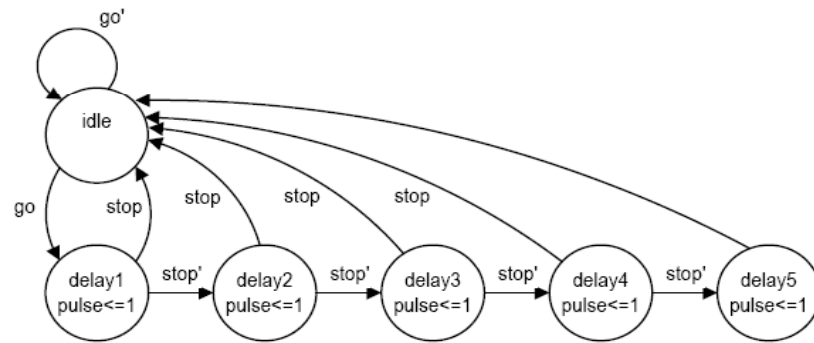 go'
idle
go
stop
stop
stop
stop
delay1
pulse<=1
stop'
delay2
pulse<=1
stop'
delay3
pulse<=1
stop'
delay4
pulse<=1
stop'
delay5
pulse<=1